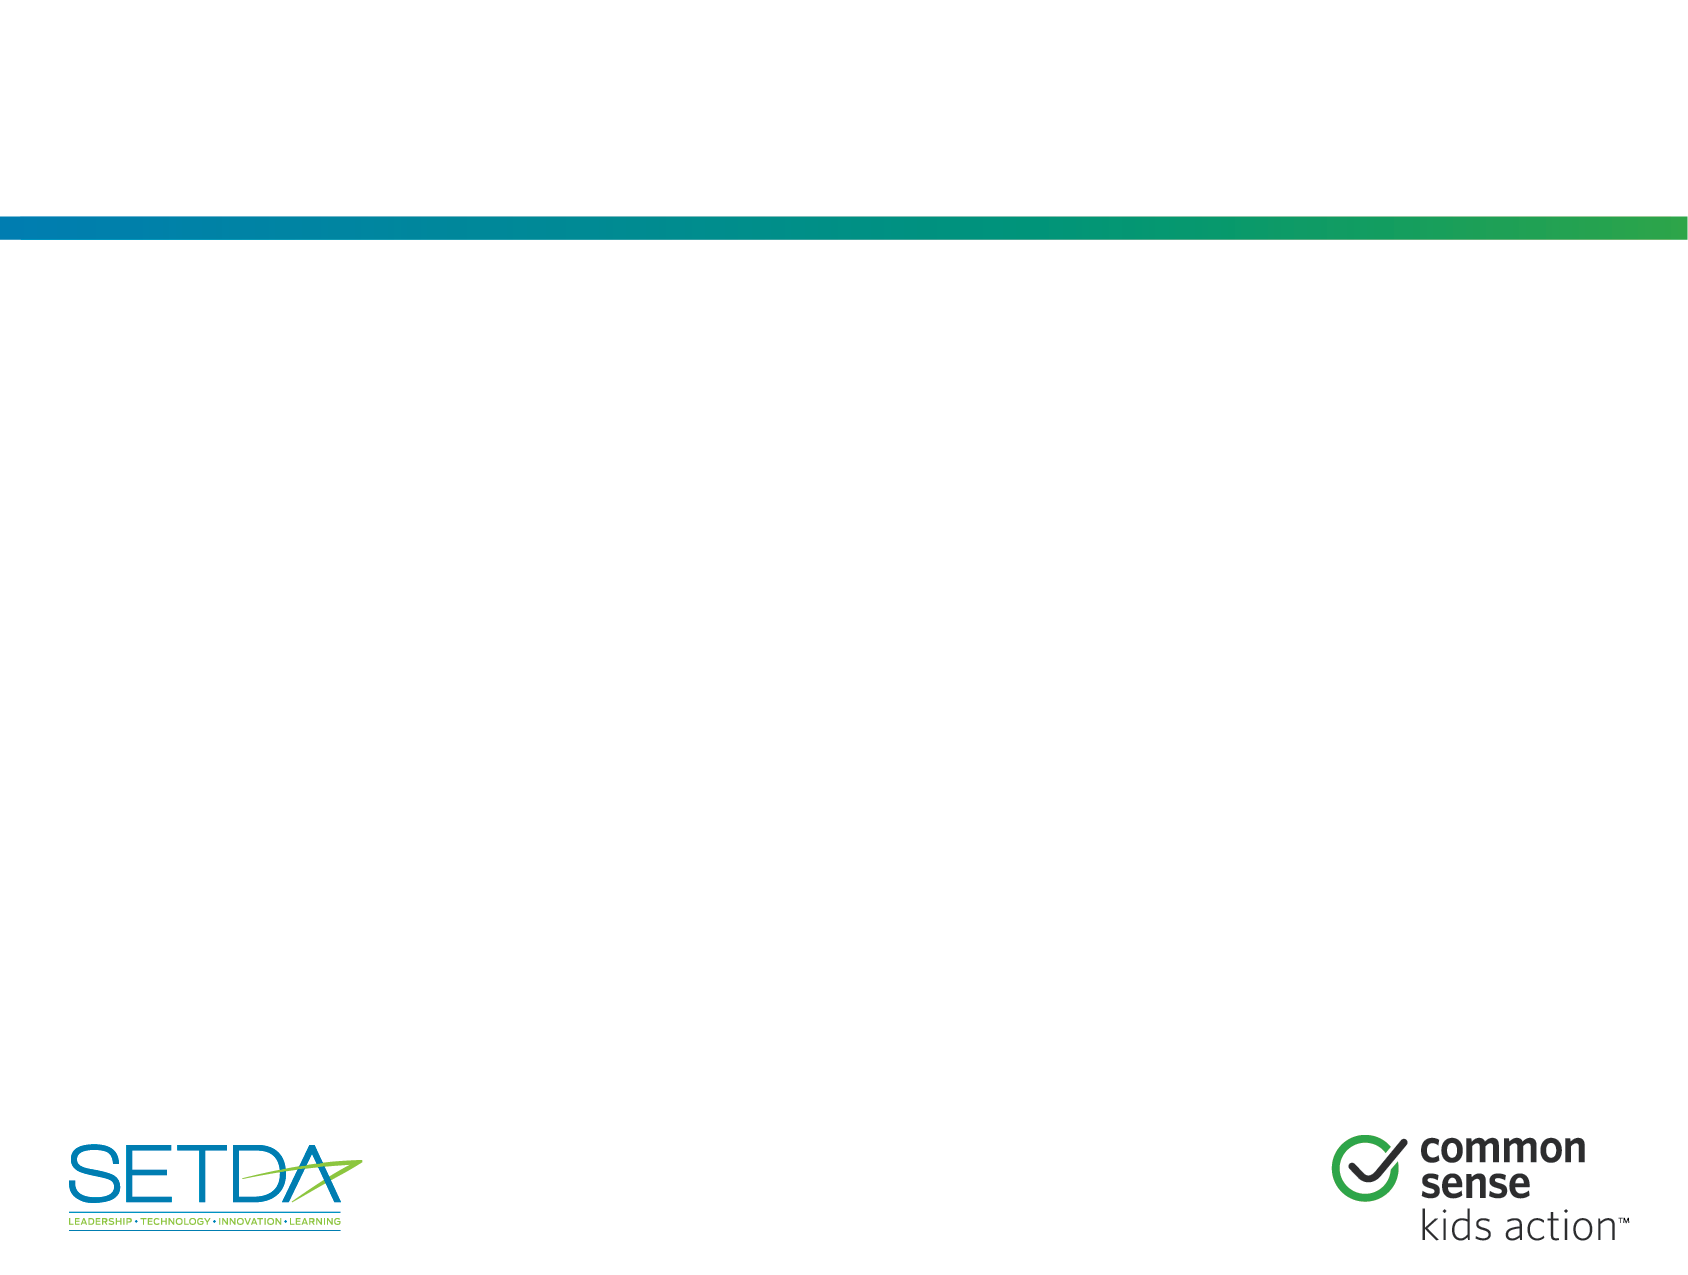 SETDA
LEADERSHIP • TECHNOLOGY • INNOVATION • LEARNING
common
sense
kids action™